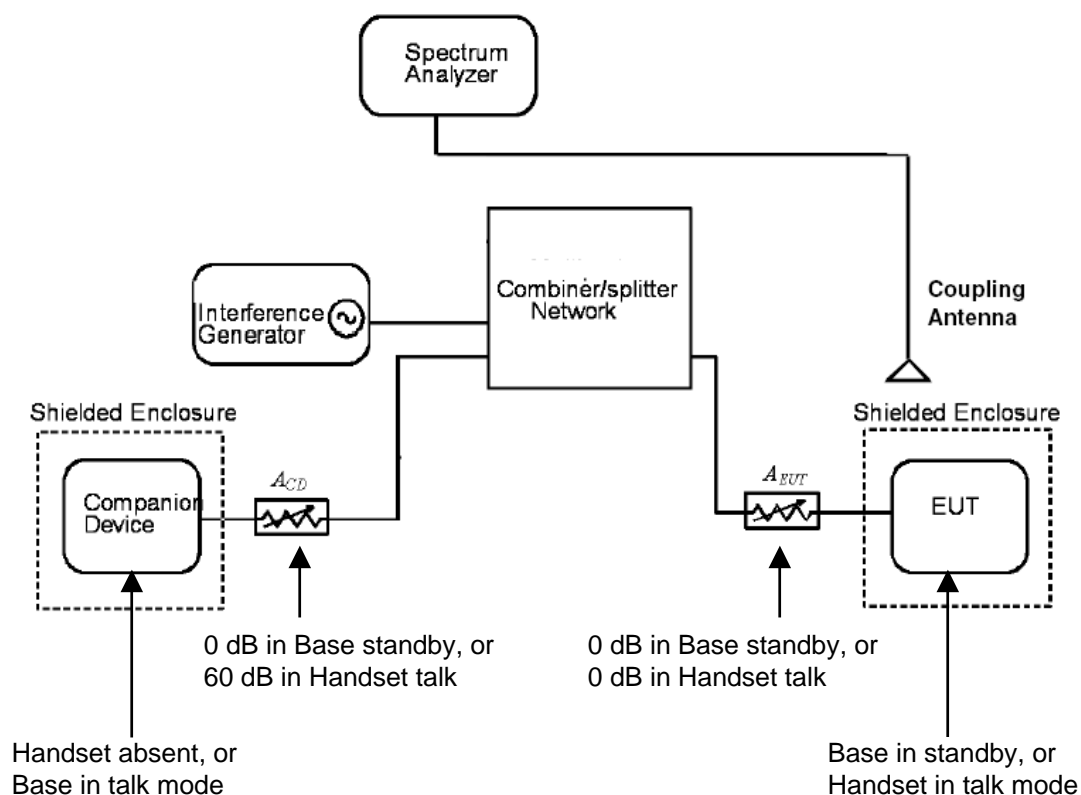 Spectrum
Analyzer
Combiner/splitter
Network
Interference
Generator
Coupling
Antenna
Shielded Enclosure
Shielded Enclosure
Companion
Device
A_CD
A_EUT
EUT
0 dB in Base standby, or
60 dB in Handset talk
0 dB in Base standby, or
0 dB in Handset talk
Handset absent, or
Base in talk mode
Base in standby, or
Handset in talk mode